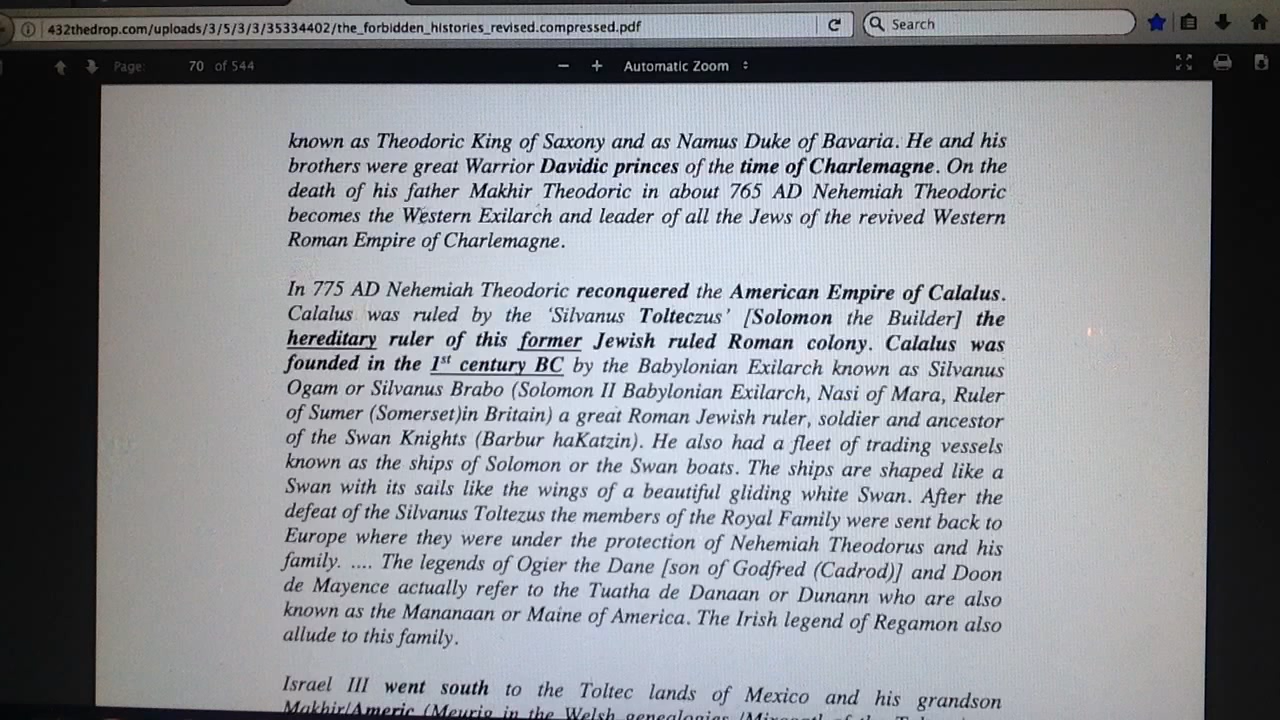 432thedrop.com/uploads/3/5/3/3/35334402/the_forbidden_histories_revised.compressed.pdf
Search
Page: 70 of 544
Automatic Zoom
known as Theodoric King of Saxony and as Namus Duke of Bavaria. He and his
brothers were great Warrior Davidic princes of the time of Charlemagne. On the
death of his father Makhir Theodoric in about 765 AD Nehemiah Theodoric
becomes the Western Exilarch and leader of all the Jews of the revived Western
Roman Empire of Charlemagne.
In 775 AD Nehemiah Theodoric reconquered the American Empire of Calalus.
Calalus was ruled by the ‘Silvanus Tolteczus’ [Solomon the Builder] the
hereditary ruler of this former Jewish ruled Roman colony. Calalus was
founded in the 1st century BC by the Babylonian Exilarch known as Silvanus
Ogam or Silvanus Brabo (Solomon II Babylonian Exilarch, Nasi of Mara, Ruler
of Sumer (Somerset)in Britain) a great Roman Jewish ruler, soldier and ancestor
of the Swan Knights (Barbur haKatzin). He also had a fleet of trading vessels
known as the ships of Solomon or the Swan boats. The ships are shaped like a
Swan with its sails like the wings of a beautiful gliding white Swan. After the
defeat of the Silvanus Toltezus the members of the Royal Family were sent back to
Europe where they were under the protection of Nehemiah Theodorus and his
family. .... The legends of Ogier the Dane [son of Godfred (Cadrod)] and Doon
de Mayence actually refer to the Tuatha de Danaan or Dunann who are also
known as the Mananaan or Maine of America. The Irish legend of Regamon also
allude to this family.
Israel III went south to the Toltec lands of Mexico and his grandson
Makhir/Americ (Meurig in the Welsh genealogies